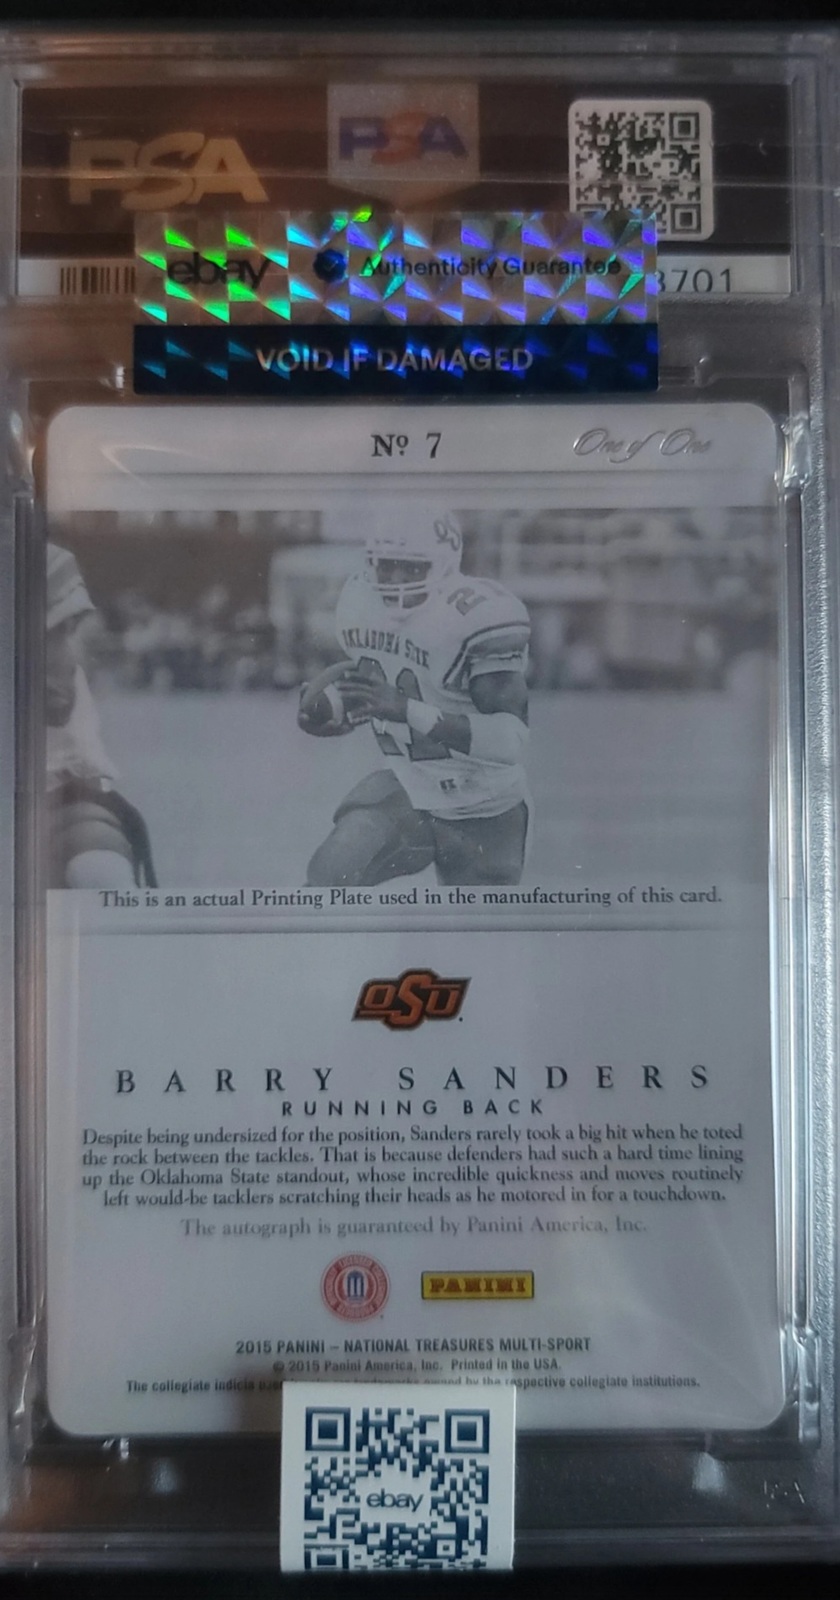 PSA
PSA
ebay Authenticity Guarantee
3701
VOID IF DAMAGED
Nº 7
One of One
21
OKLAHOMA STATE
21
This is an actual Printing Plate used in the manufacturing of this card.
OSU
BARRY SANDERS
RUNNING BACK
Despite being undersized for the position, Sanders rarely took a big hit when he toted
the rock between the tackles. That is because defenders had such a hard time lining
up the Oklahoma State standout, whose incredible quickness and moves routinely
left would-be tacklers scratching their heads as he motored in for a touchdown.
The autograph is guaranteed by Panini America, Inc.
PANINI
2015 PANINI – NATIONAL TREASURES MULTI-SPORT
© 2015 Panini America, Inc. Printed in the USA.
The collegiate indicia owned by the respective collegiate institutions.
ebay